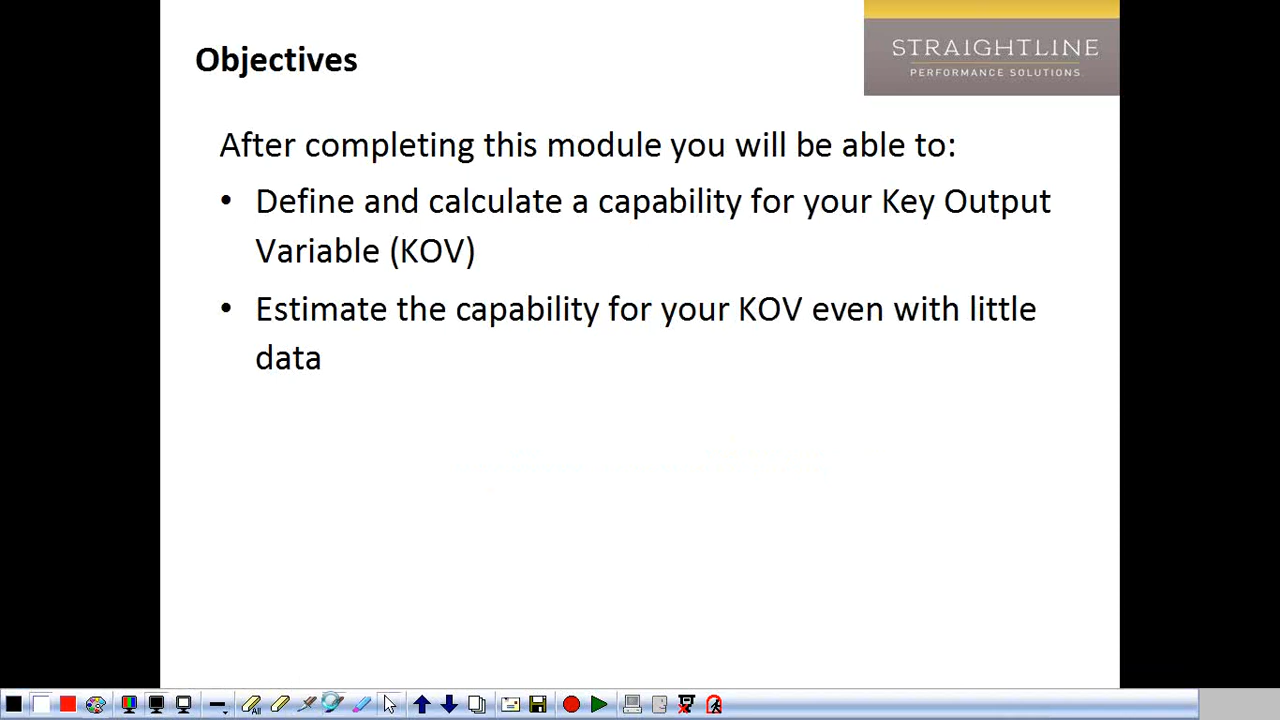 Objectives
STRAIGHTLINE
PERFORMANCE SOLUTIONS.
After completing this module you will be able to:
• Define and calculate a capability for your Key Output
Variable (KOV)
• Estimate the capability for your KOV even with little
data
All